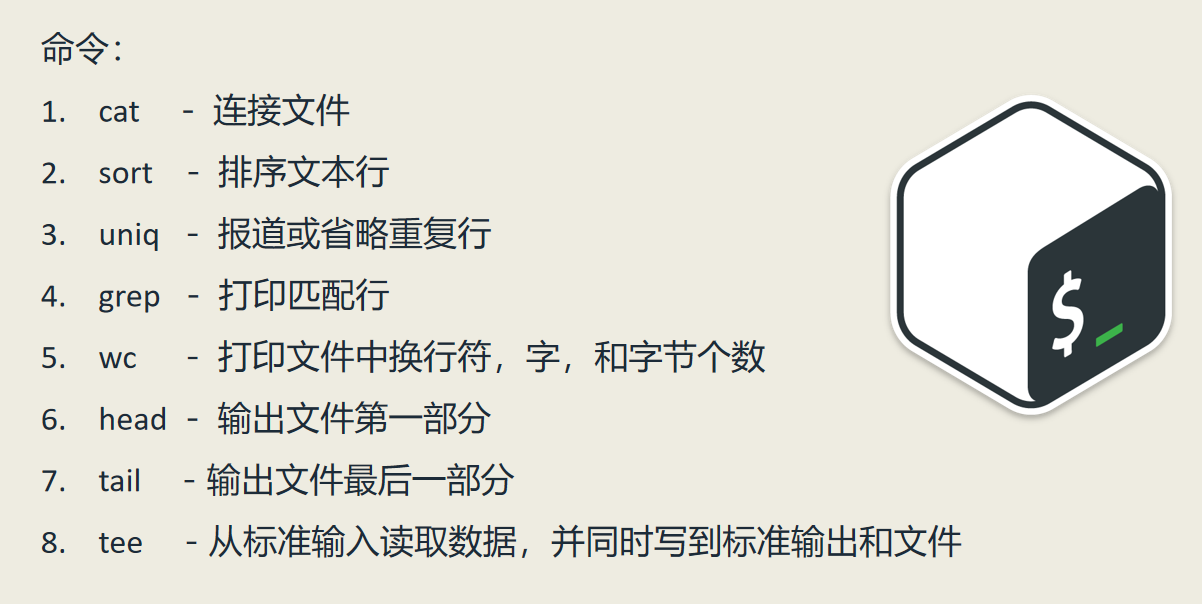 命令：
1. cat - 连接文件
2. sort - 排序文本行
3. uniq - 报道或省略重复行
4. grep - 打印匹配行
5. wc - 打印文件中换行符，字，和字节个数
6. head - 输出文件第一部分
7. tail - 输出文件最后一部分
8. tee - 从标准输入读取数据，并同时写到标准输出和文件
$_